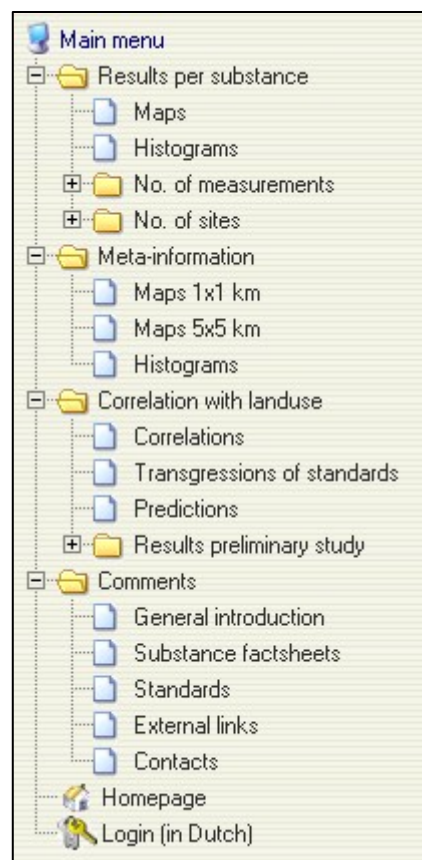 Main menu
Results per substance
Maps
Histograms
No. of measurements
No. of sites
Meta-information
Maps 1x1 km
Maps 5x5 km
Histograms
Correlation with landuse
Correlations
Transgressions of standards
Predictions
Results preliminary study
Comments
General introduction
Substance factsheets
Standards
External links
Contacts
Homepage
Login (in Dutch)